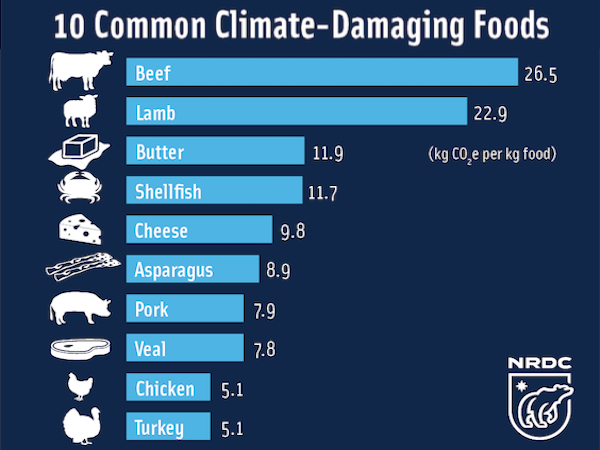 10 Common Climate-Damaging Foods
Beef 26.5
Lamb 22.9
Butter 11.9 (kg CO₂e per kg food)
Shellfish 11.7
Cheese 9.8
Asparagus 8.9
Pork 7.9
Veal 7.8
NRDC
Chicken 5.1
Turkey 5.1